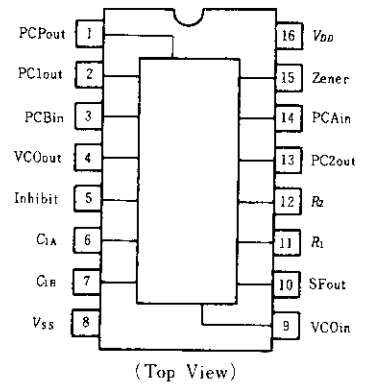 PCPout 1 16 VDD
PC1out 2 15 Zener
PCBin 3 14 PCAin
VCOout 4 13 PC2out
Inhibit 5 12 R2
C1A 6 11 R1
C1B 7 10 SFout
VSS 8 9 VCOin
(Top View)